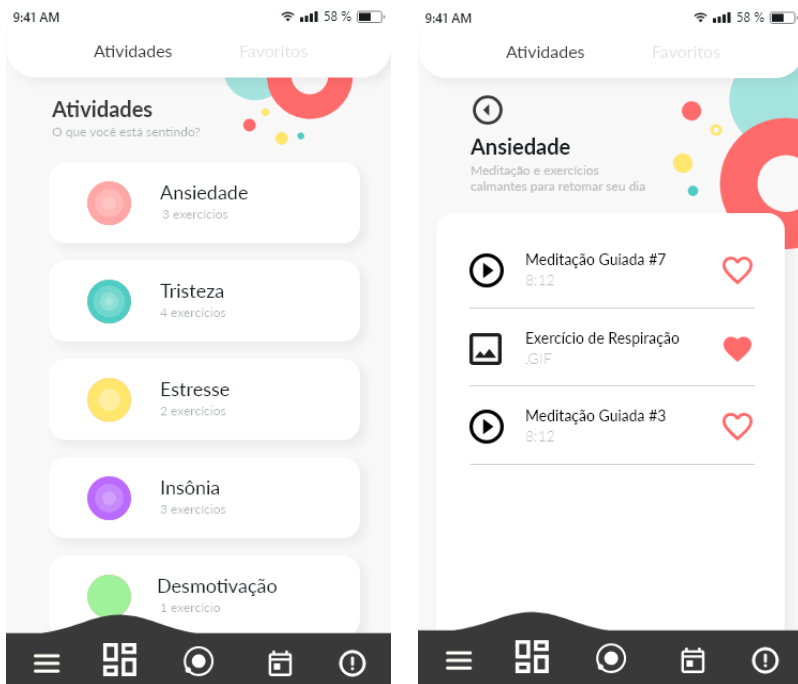 9:41 AM 58 %
Atividades Favoritos
Atividades
O que você está sentindo?
Ansiedade
3 exercícios
Tristeza
4 exercícios
Estresse
2 exercícios
Insônia
3 exercícios
Desmotivação
1 exercício
9:41 AM 58 %
Atividades Favoritos
Ansiedade
Meditação e exercícios
calmantes para retomar seu dia
Meditação Guiada #7
8:12
Exercício de Respiração
.GIF
Meditação Guiada #3
8:12